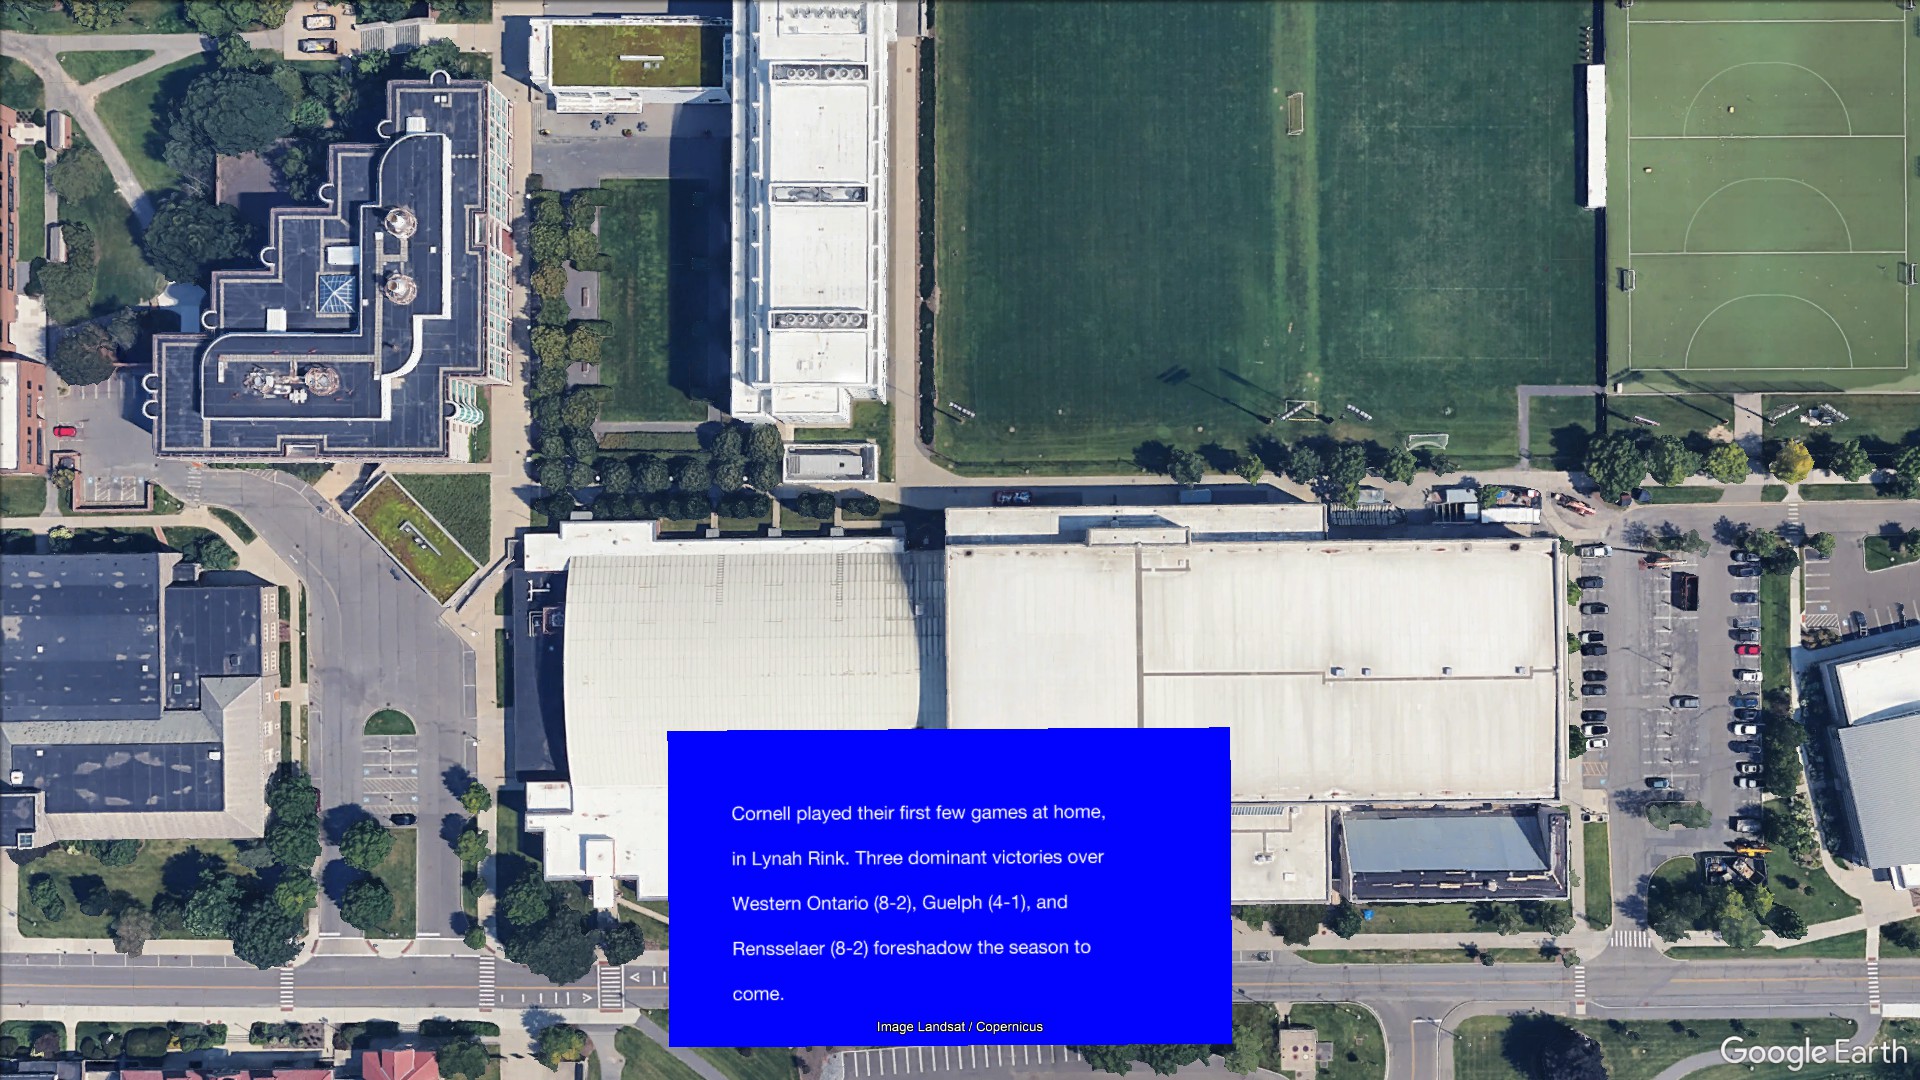 Cornell played their first few games at home,
in Lynah Rink. Three dominant victories over
Western Ontario (8-2), Guelph (4-1), and
Rensselaer (8-2) foreshadow the season to
come.
Image Landsat / Copernicus
Google Earth